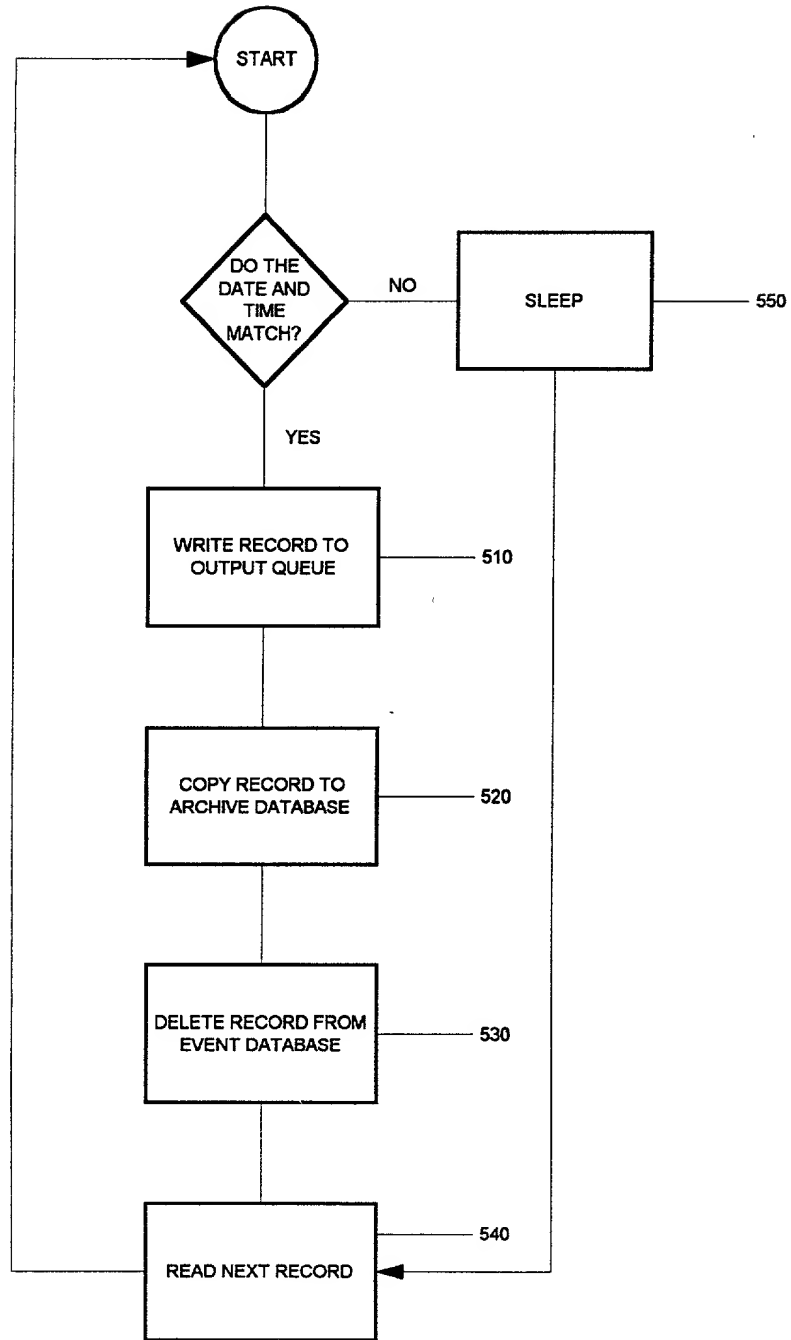 START
DO THE
DATE AND
TIME
MATCH?
NO
SLEEP
550
YES
WRITE RECORD TO
OUTPUT QUEUE
510
COPY RECORD TO
ARCHIVE DATABASE
520
DELETE RECORD FROM
EVENT DATABASE
530
540
READ NEXT RECORD